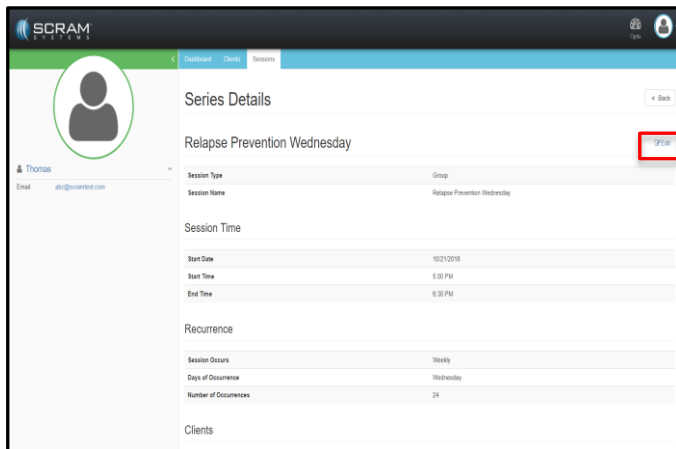 SCRAM
SYSTEMS
Optix
Dashboard Clients Sessions
Series Details
« Back
Relapse Prevention Wednesday
Edit
Thomas
Email abc@scramtest.com
Session Type Group
Session Name Relapse Prevention Wednesday
Session Time
Start Date 10/21/2018
Start Time 5:00 PM
End Time 6:30 PM
Recurrence
Session Occurs Weekly
Days of Occurrence Wednesday
Number of Occurrences 24
Clients